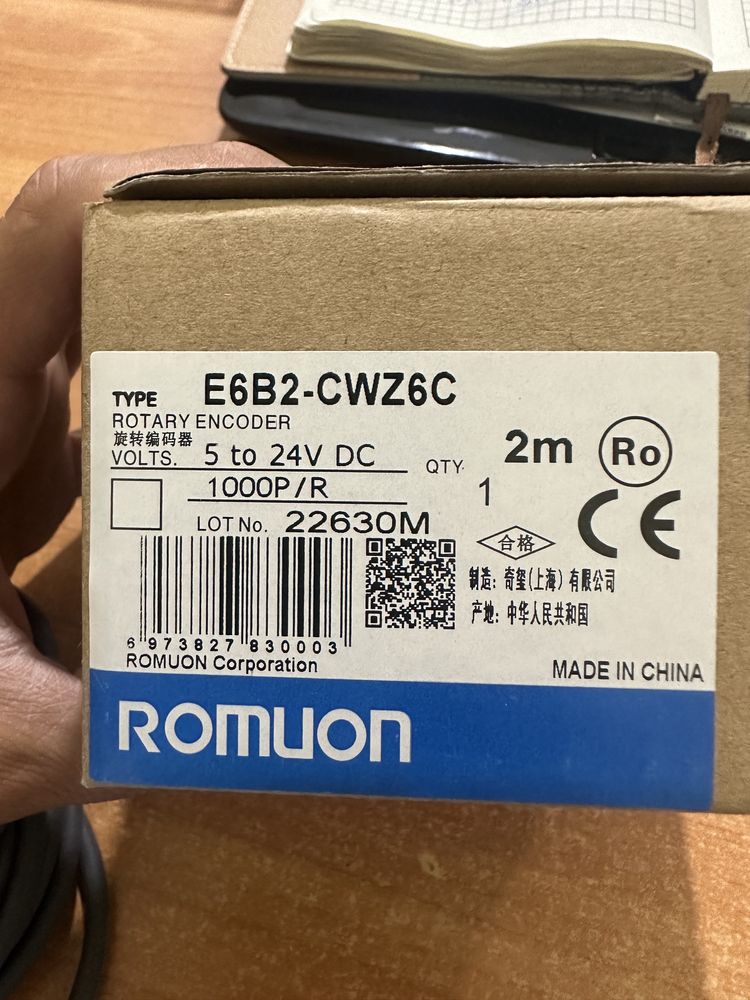 TYPE E6B2-CWZ6C
ROTARY ENCODER
旋转编码器
VOLTS. 5 to 24V DC
QTY. 1
2m
Ro
1000P/R
LOT No. 22630M
CE
合格
制造: 奇玺(上海)有限公司
产地: 中华人民共和国
6 973827 830003
ROMUON Corporation
MADE IN CHINA
ROMUON